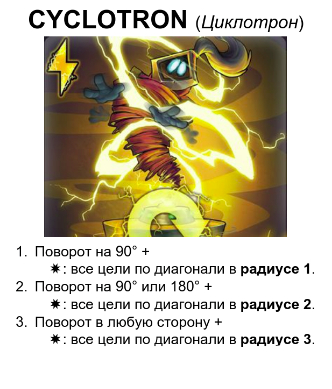 CYCLOTRON (Циклотрон)
1. Поворот на 90° +
✷: все цели по диагонали в радиусе 1.
2. Поворот на 90° или 180° +
✷: все цели по диагонали в радиусе 2.
3. Поворот в любую сторону +
✷: все цели по диагонали в радиусе 3.